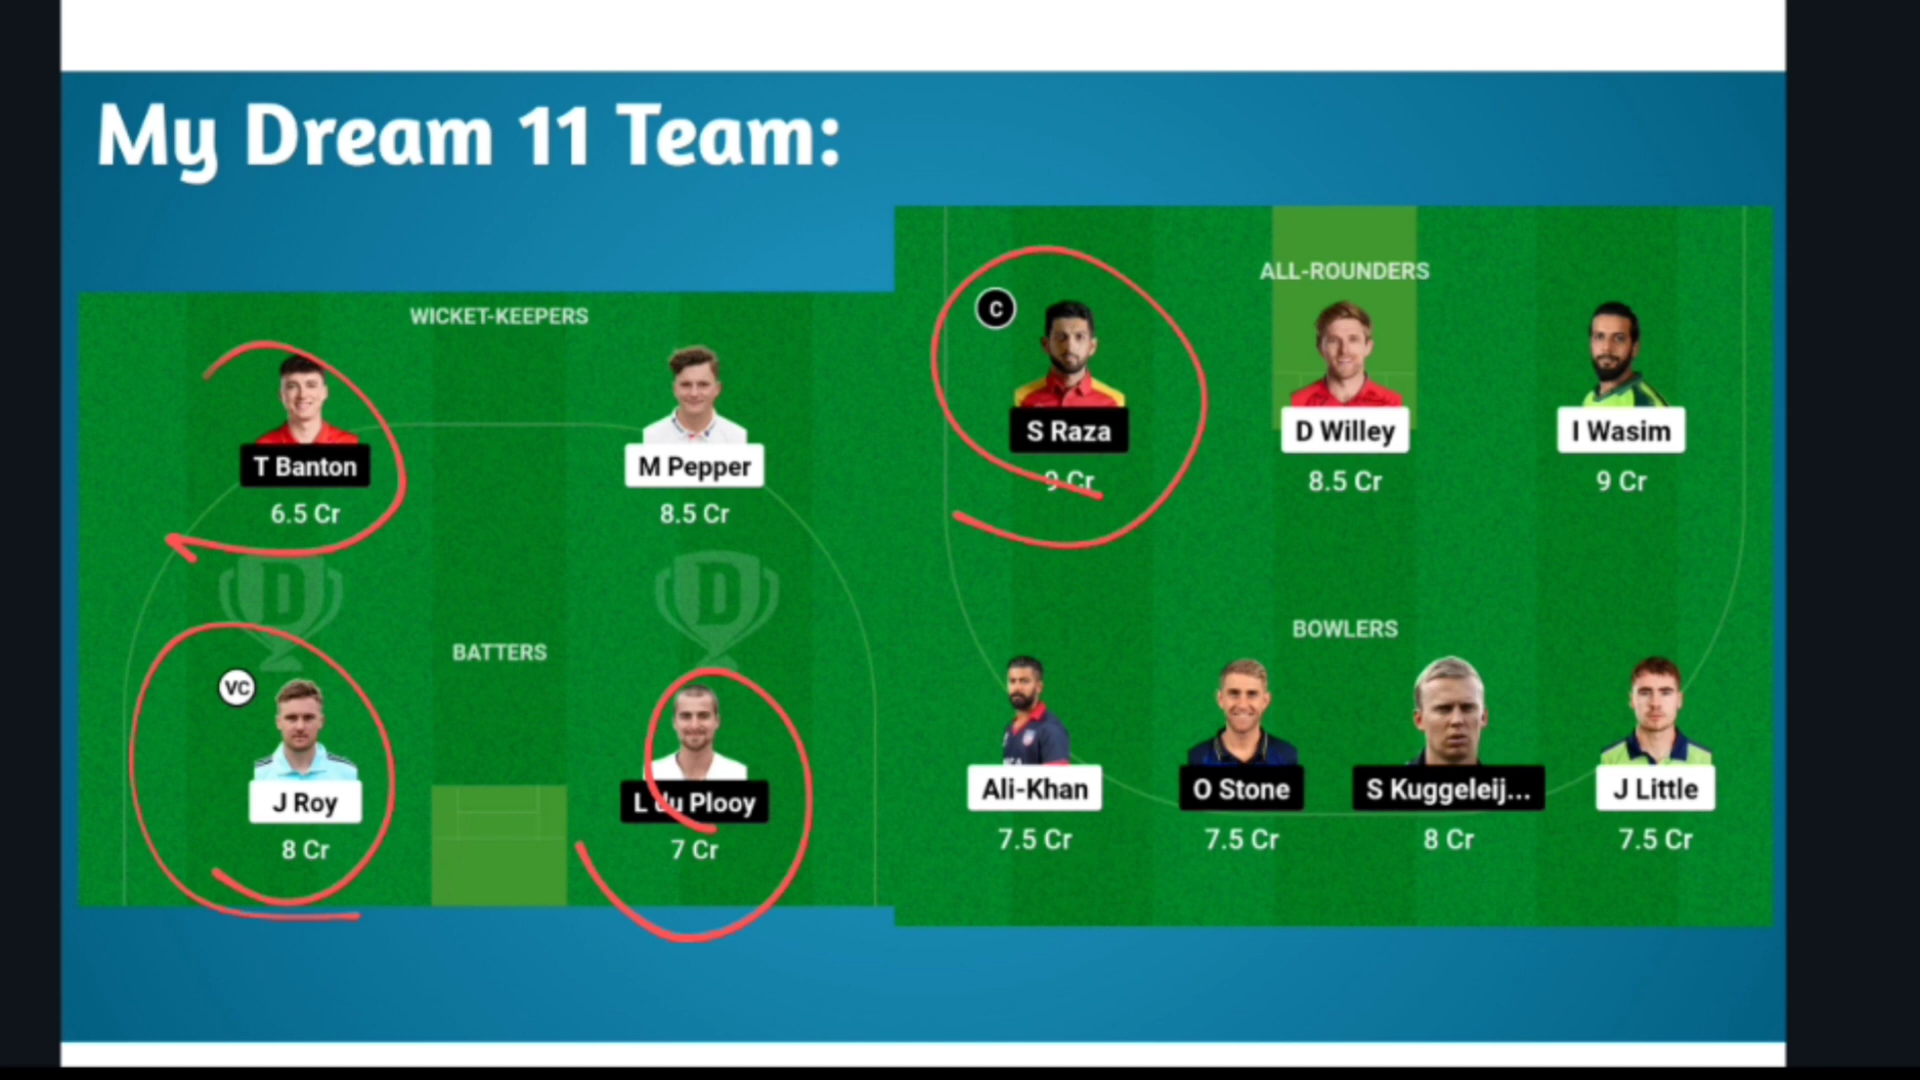 My Dream 11 Team:
WICKET-KEEPERS
T Banton
M Pepper
6.5 Cr
8.5 Cr
D
D
BATTERS
VC
J Roy
L du Plooy
8 Cr
7 Cr
ALL-ROUNDERS
C
S Raza
D Willey
I Wasim
9 Cr
8.5 Cr
9 Cr
BOWLERS
Ali-Khan
O Stone
S Kuggeleij...
J Little
7.5 Cr
7.5 Cr
8 Cr
7.5 Cr